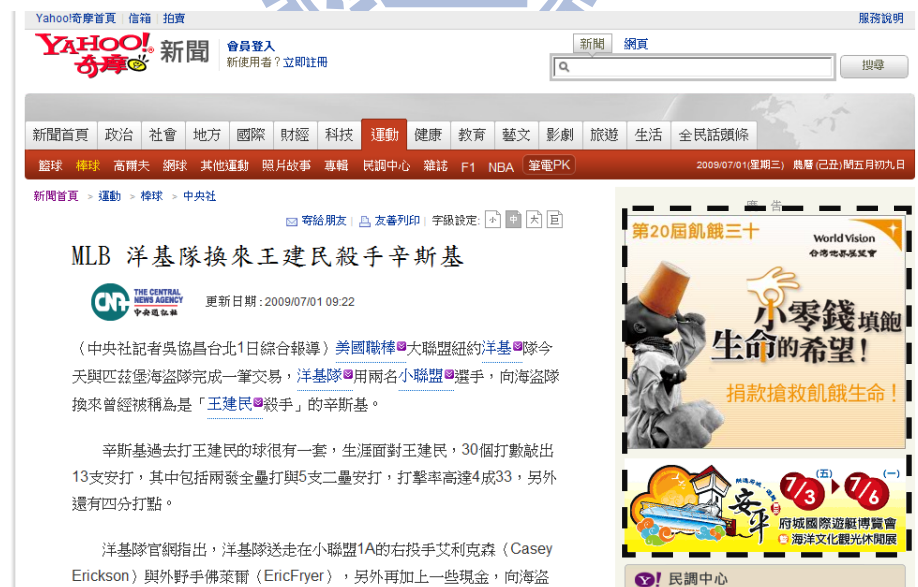 Yahoo!奇摩首頁 | 信箱 | 拍賣
服務說明
YAHOO! 奇摩 新聞
會員登入
新使用者？立即註冊
新聞 網頁
搜尋
新聞首頁 政治 社會 地方 國際 財經 科技 運動 健康 教育 藝文 影劇 旅遊 生活 全民話頭條
籃球 棒球 高爾夫 網球 其他運動 照片故事 專輯 民調中心 雜誌 F1 NBA 筆電PK
2009/07/01(星期三) 農曆(己丑)閏五月初九日
新聞首頁 > 運動 > 棒球 > 中央社
寄給朋友 | 友善列印 | 字級設定: 小 中 大 巨
MLB 洋基隊換來王建民殺手辛斯基
CNA THE CENTRAL NEWS AGENCY 中央通訊社
更新日期:2009/07/01 09:22
（中央社記者吳協昌台北1日綜合報導）美國職棒大聯盟紐約洋基隊今
天與匹茲堡海盜隊完成一筆交易，洋基隊用兩名小聯盟選手，向海盜隊
換來曾經被稱為是「王建民殺手」的辛斯基。
辛斯基過去打王建民的球很有一套，生涯面對王建民，30個打數敲出
13支安打，其中包括兩發全壘打與5支二壘安打，打擊率高達4成33，另外
還有四分打點。
洋基隊官網指出，洋基隊送走在小聯盟1A的右投手艾利克森（Casey
Erickson）與外野手佛萊爾（EricFryer），另外再加上一些現金，向海盜
廣 告
第20屆飢餓三十
World Vision
台灣世界展望會
小零錢填飽
生命的希望！
捐款搶救飢餓生命！
7/3 (五) 7/6 (一)
安平
府城國際遊艇博覽會
海洋文化觀光休閒展
民調中心